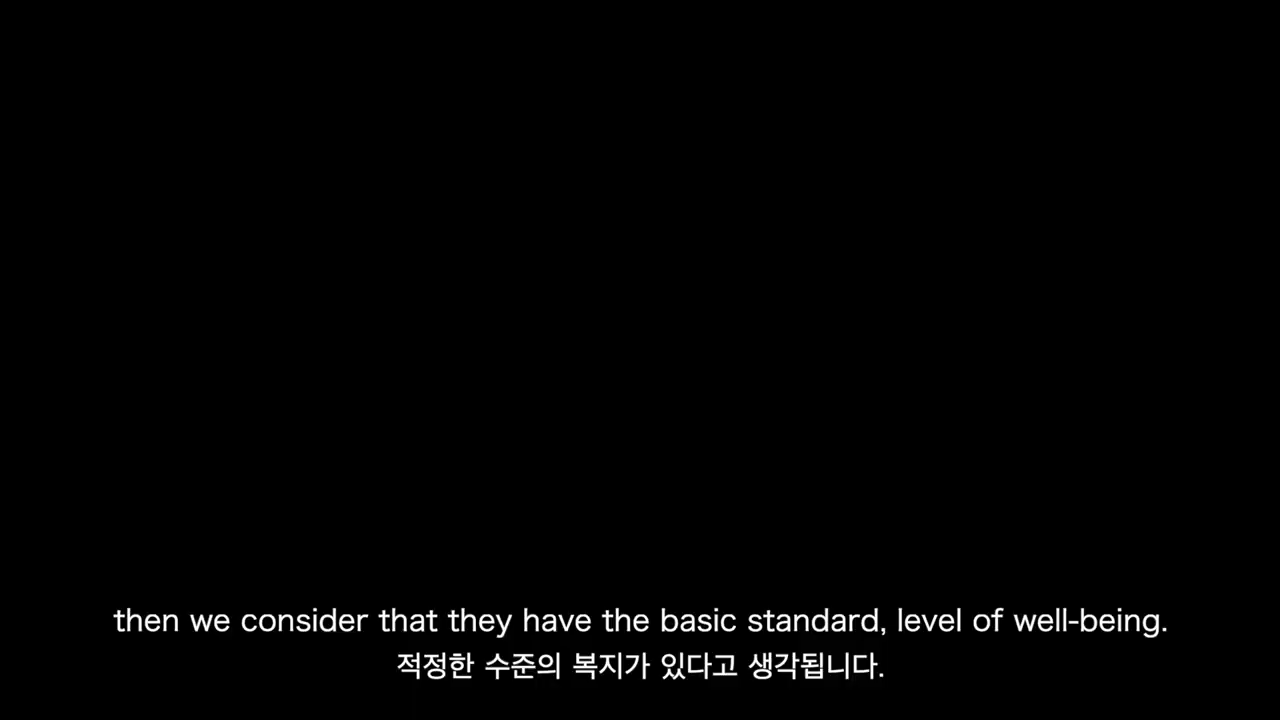 then we consider that they have the basic standard, level of well-being.
적정한 수준의 복지가 있다고 생각됩니다.